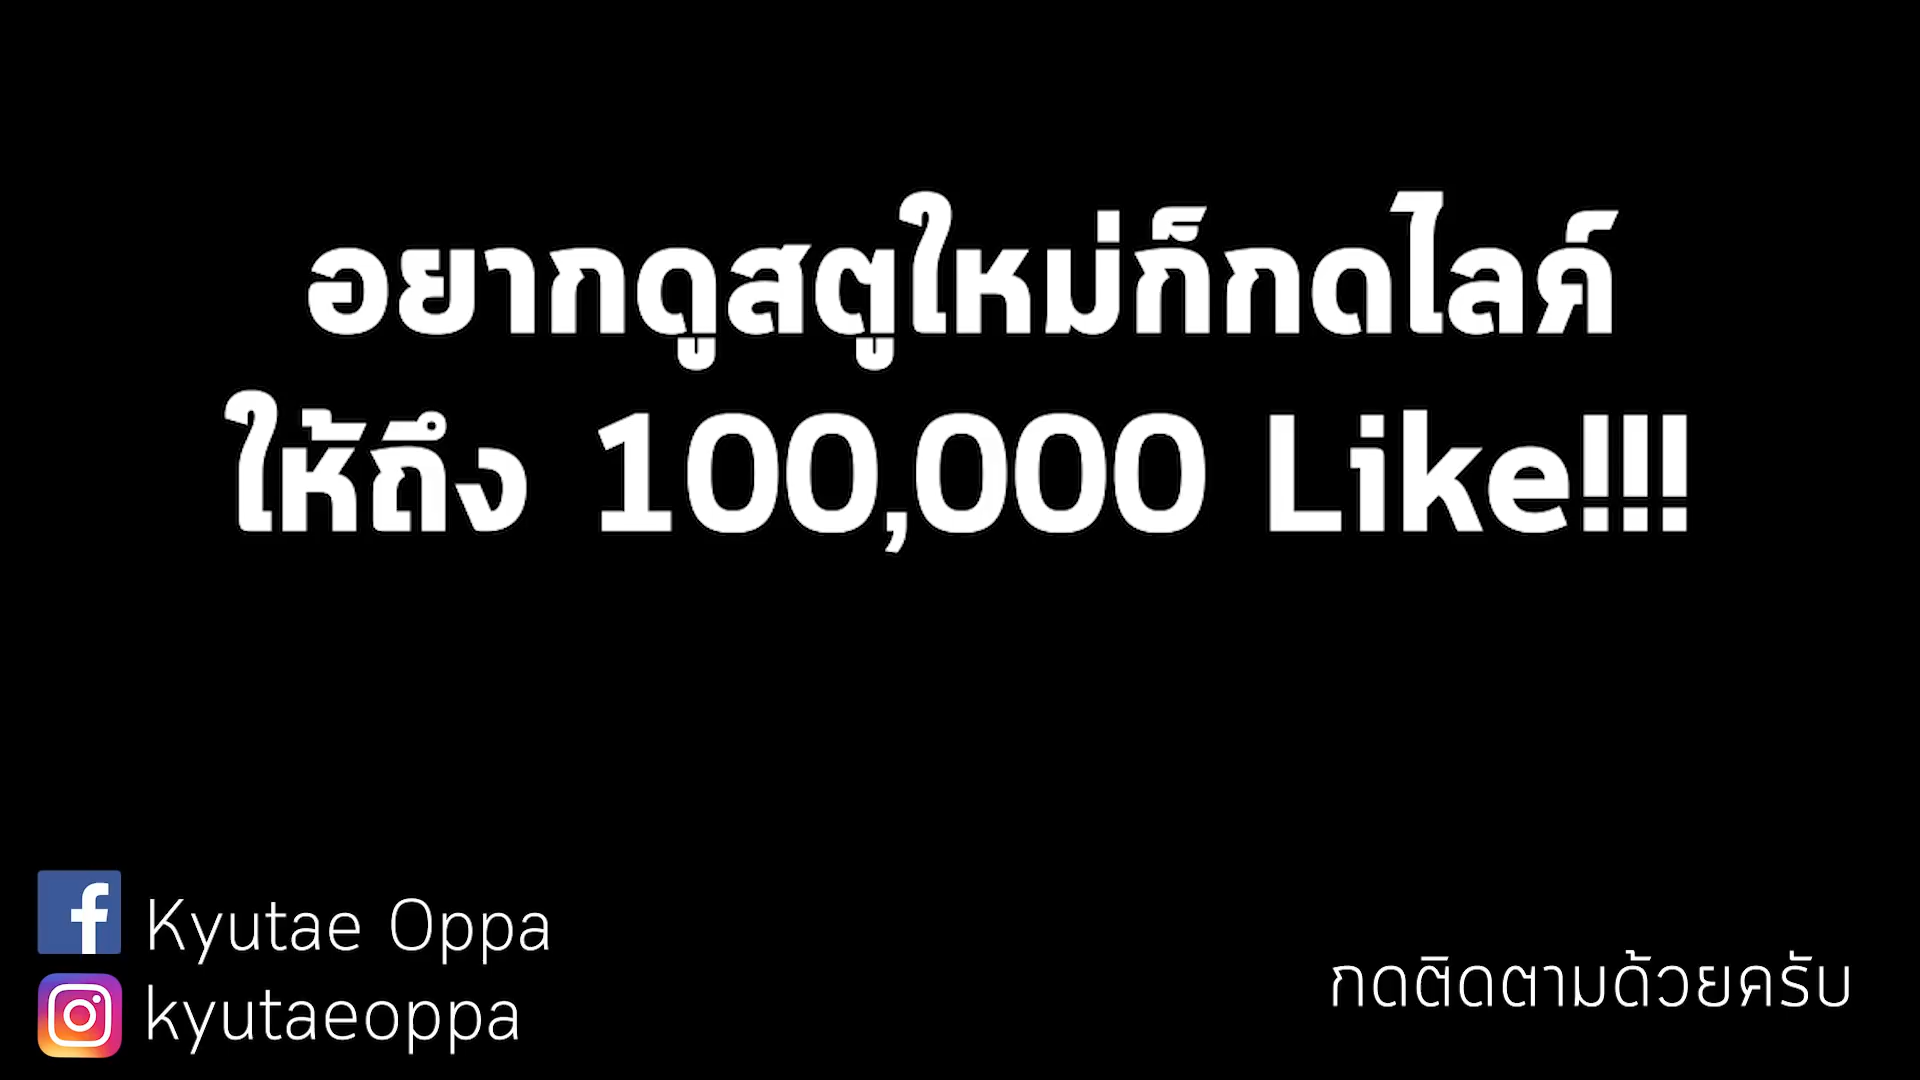 อยากดูสตูใหม่ก็กดไลค์
ให้ถึง 100,000 Like!!!
Kyutae Oppa
kyutaeoppa
กดติดตามด้วยครับ